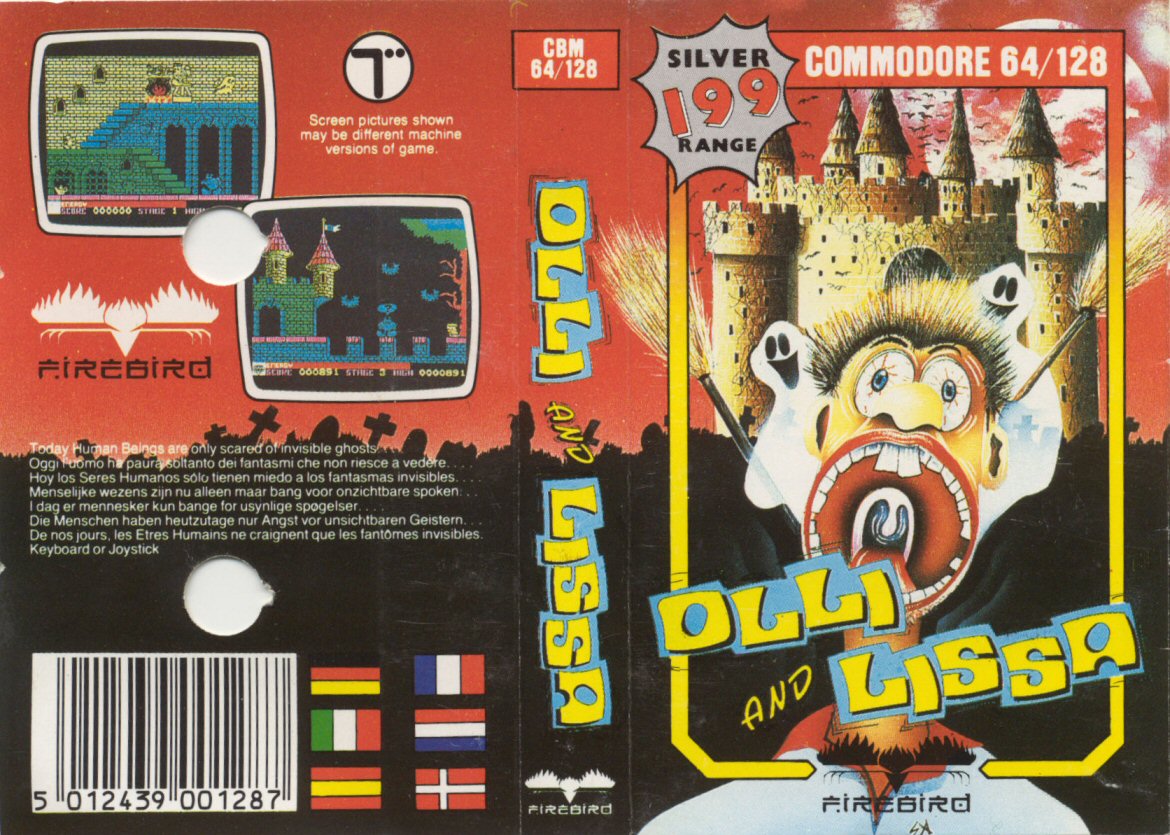 Screen pictures shown
may be different machine
versions of game.
ENERGY
SCORE 000000 STAGE 1 HIGH
ENERGY
SCORE 000891 STAGE 3 HIGH 0000891
FIREBIRD
Today Human Beings are only scared of invisible ghosts. . .
Oggi l'uomo ha paura soltanto dei fantasmi che non riesce a vedere. . . .
Hoy los Seres Humanos sólo tienen miedo a los fantasmas invisibles. . . .
Menselijke wezens zijn nu alleen maar bang voor onzichtbare spoken. . .
I dag er mennesker kun bange for usynlige spøgelser. . . .
Die Menschen haben heutzutage nur Angst vor unsichtbaren Geistern. . .
De nos jours, les Etres Humains ne craignent que les fantômes invisibles.
Keyboard or Joystick
5 012439 001287
CBM
64/128
OLLI
AND
LISSA
FIREBIRD
SILVER
199
RANGE
COMMODORE 64/128
OLLI
AND LISSA
FIREBIRD